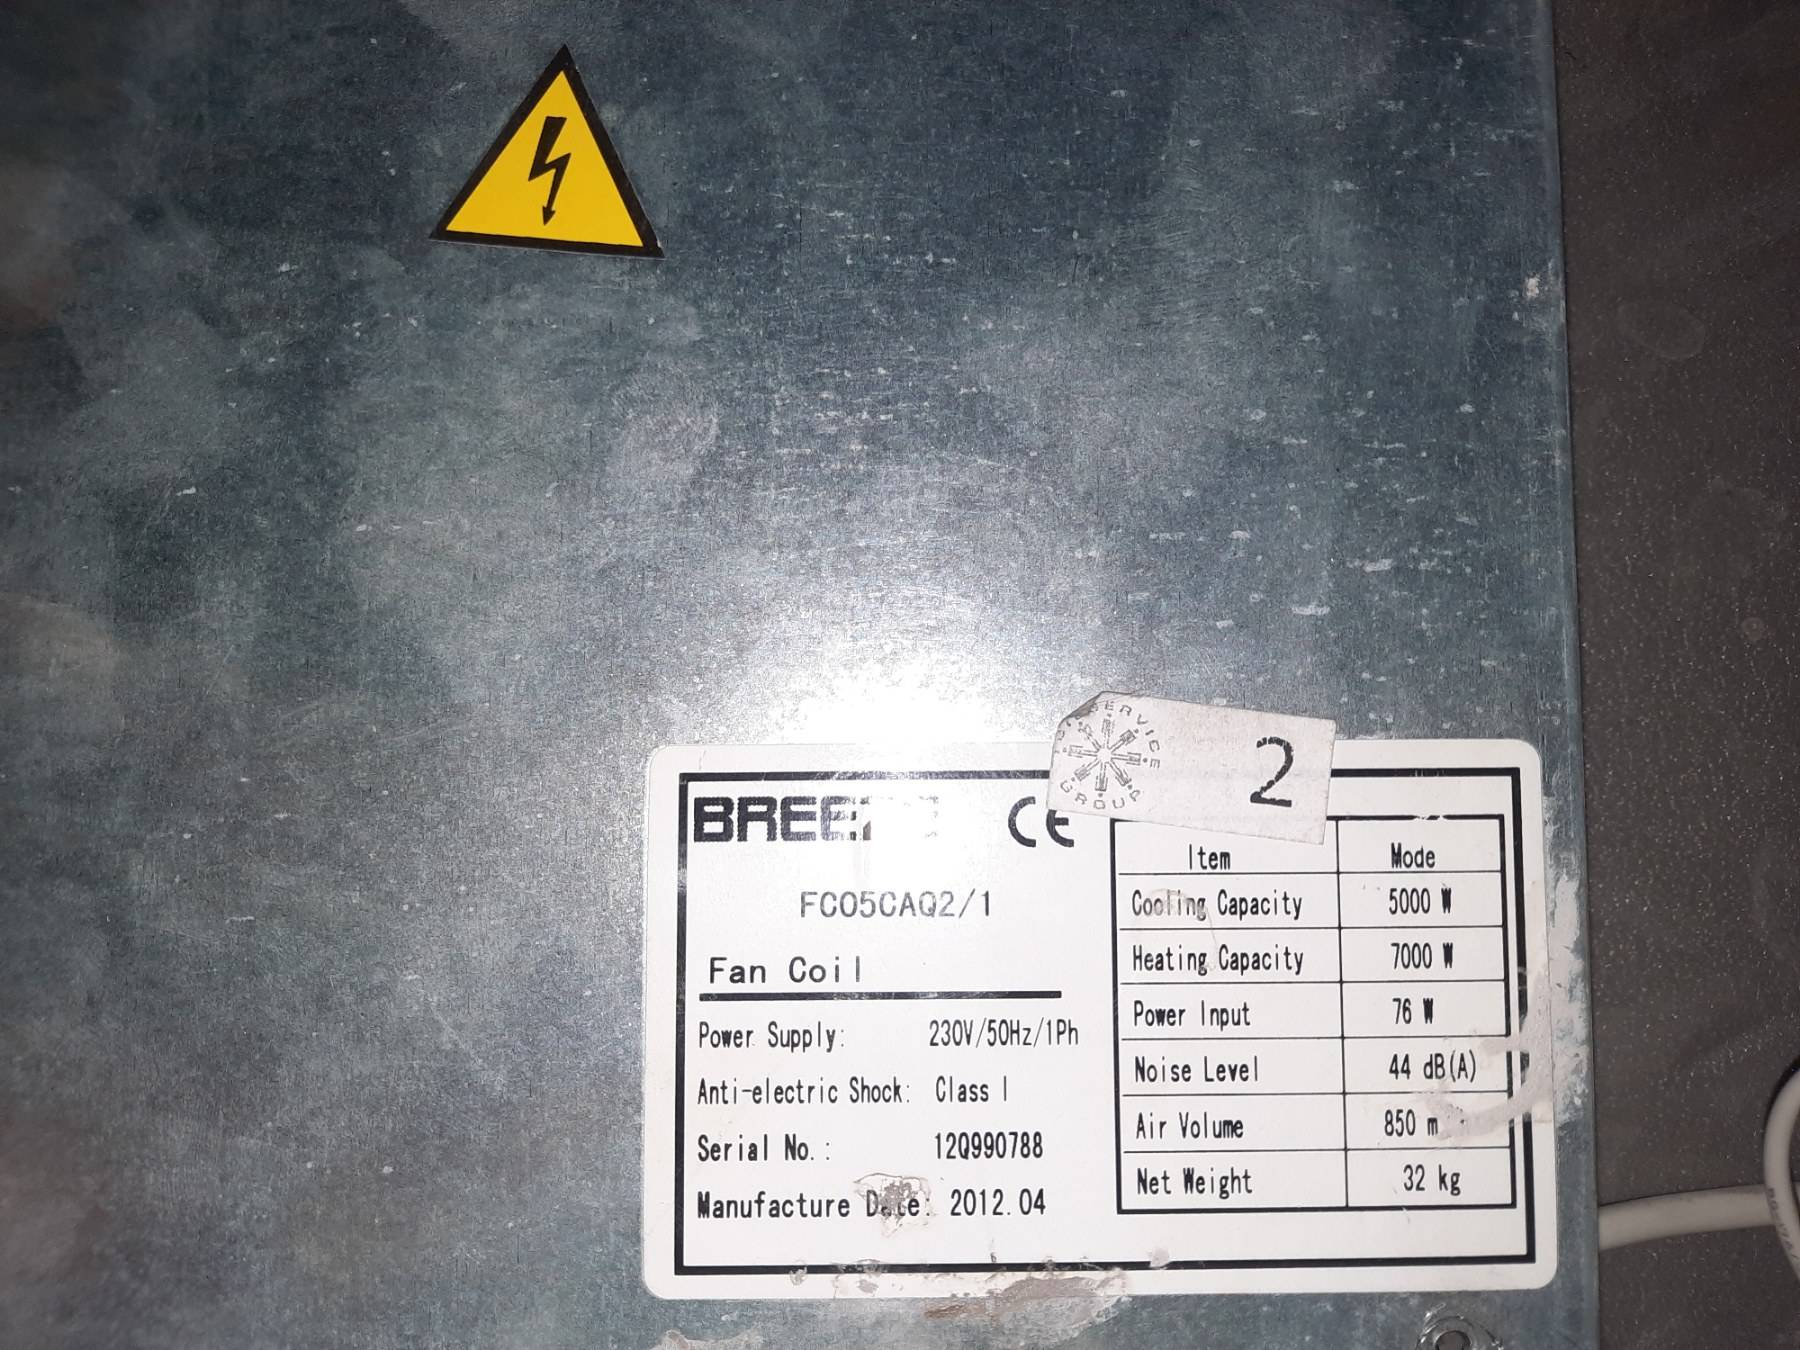 SERVICE
GROUP
2
CE
FC05CAQ2/1
Fan Coil
Power Supply: 230V/50Hz/1Ph
Anti-electric Shock: Class I
Serial No.: 12Q990788
Manufacture Date: 2012.04
Item Mode
Cooling Capacity 5000 W
Heating Capacity 7000 W
Power Input 76 W
Noise Level 44 dB(A)
Air Volume 850
Net Weight 32 kg